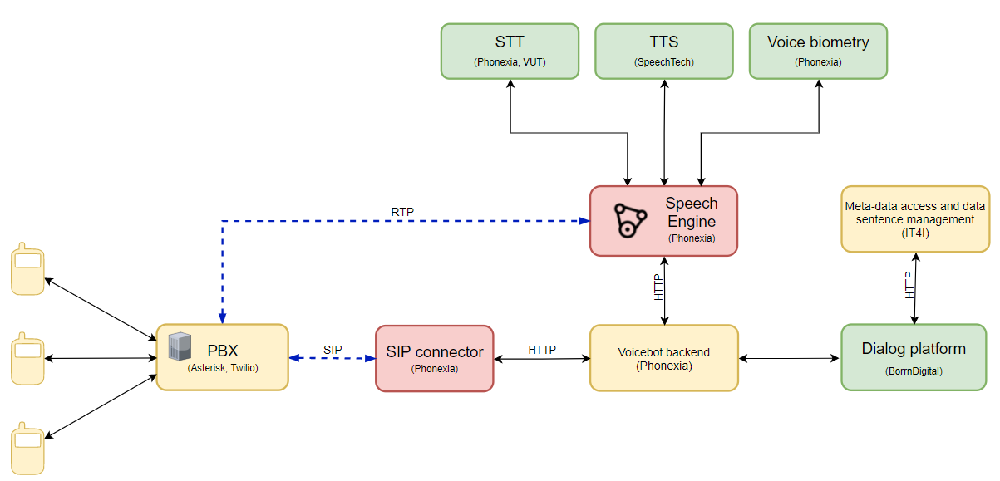 STT
(Phonexia, VUT)
TTS
(SpeechTech)
Voice biometry
(Phonexia)
RTP
Speech
Engine
(Phonexia)
Meta-data access and data
sentence management
(IT4I)
HTTP
HTTP
PBX
(Asterisk, Twilio)
SIP
SIP connector
(Phonexia)
HTTP
Voicebot backend
(Phonexia)
Dialog platform
(BorrnDigital)